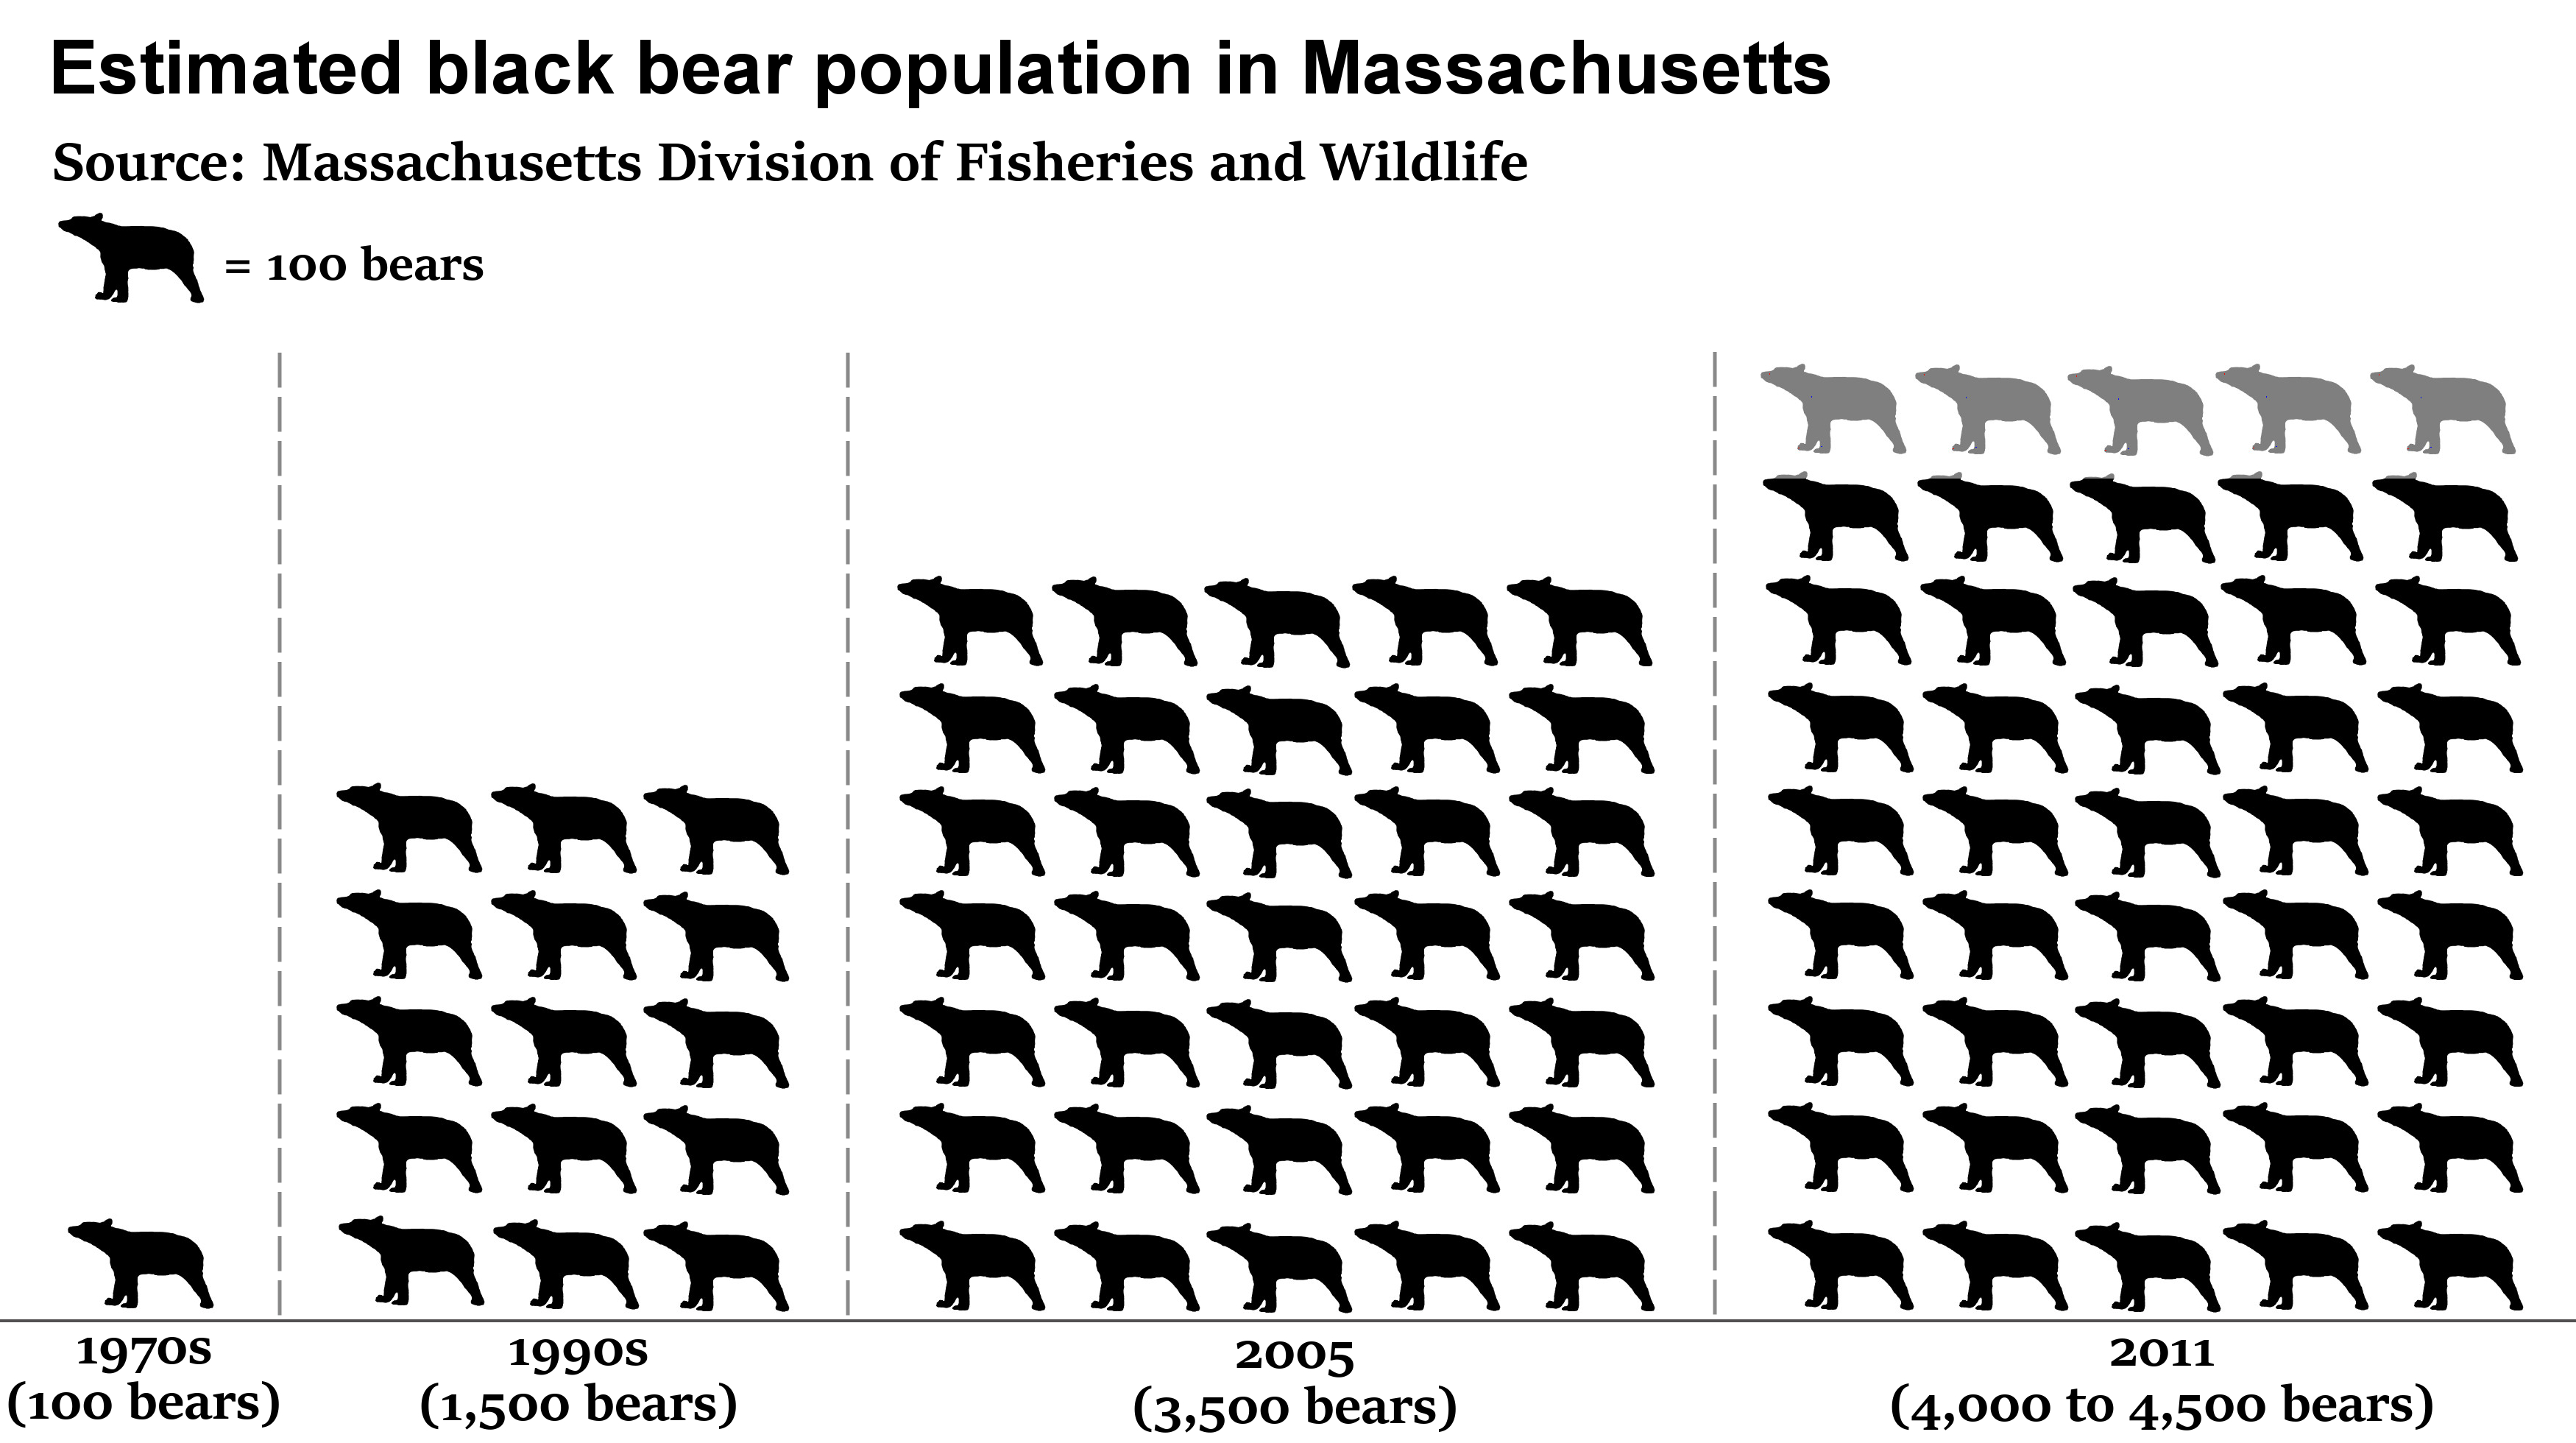 Estimated black bear population in Massachusetts
Source: Massachusetts Division of Fisheries and Wildlife
= 100 bears
1970s
(100 bears)
1990s
(1,500 bears)
2005
(3,500 bears)
2011
(4,000 to 4,500 bears)